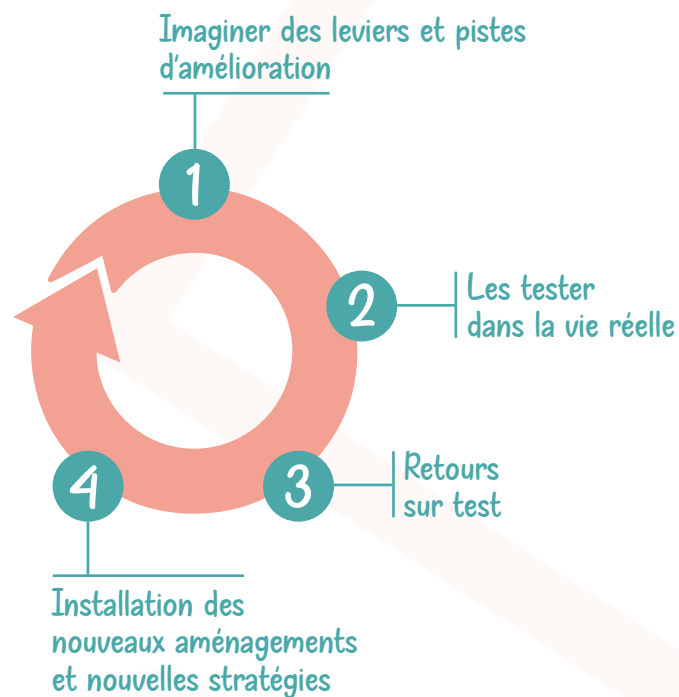 Imaginer des leviers et pistes
d'amélioration
1
2
Les tester
dans la vie réelle
3
Retours
sur test
4
Installation des
nouveaux aménagements
et nouvelles stratégies